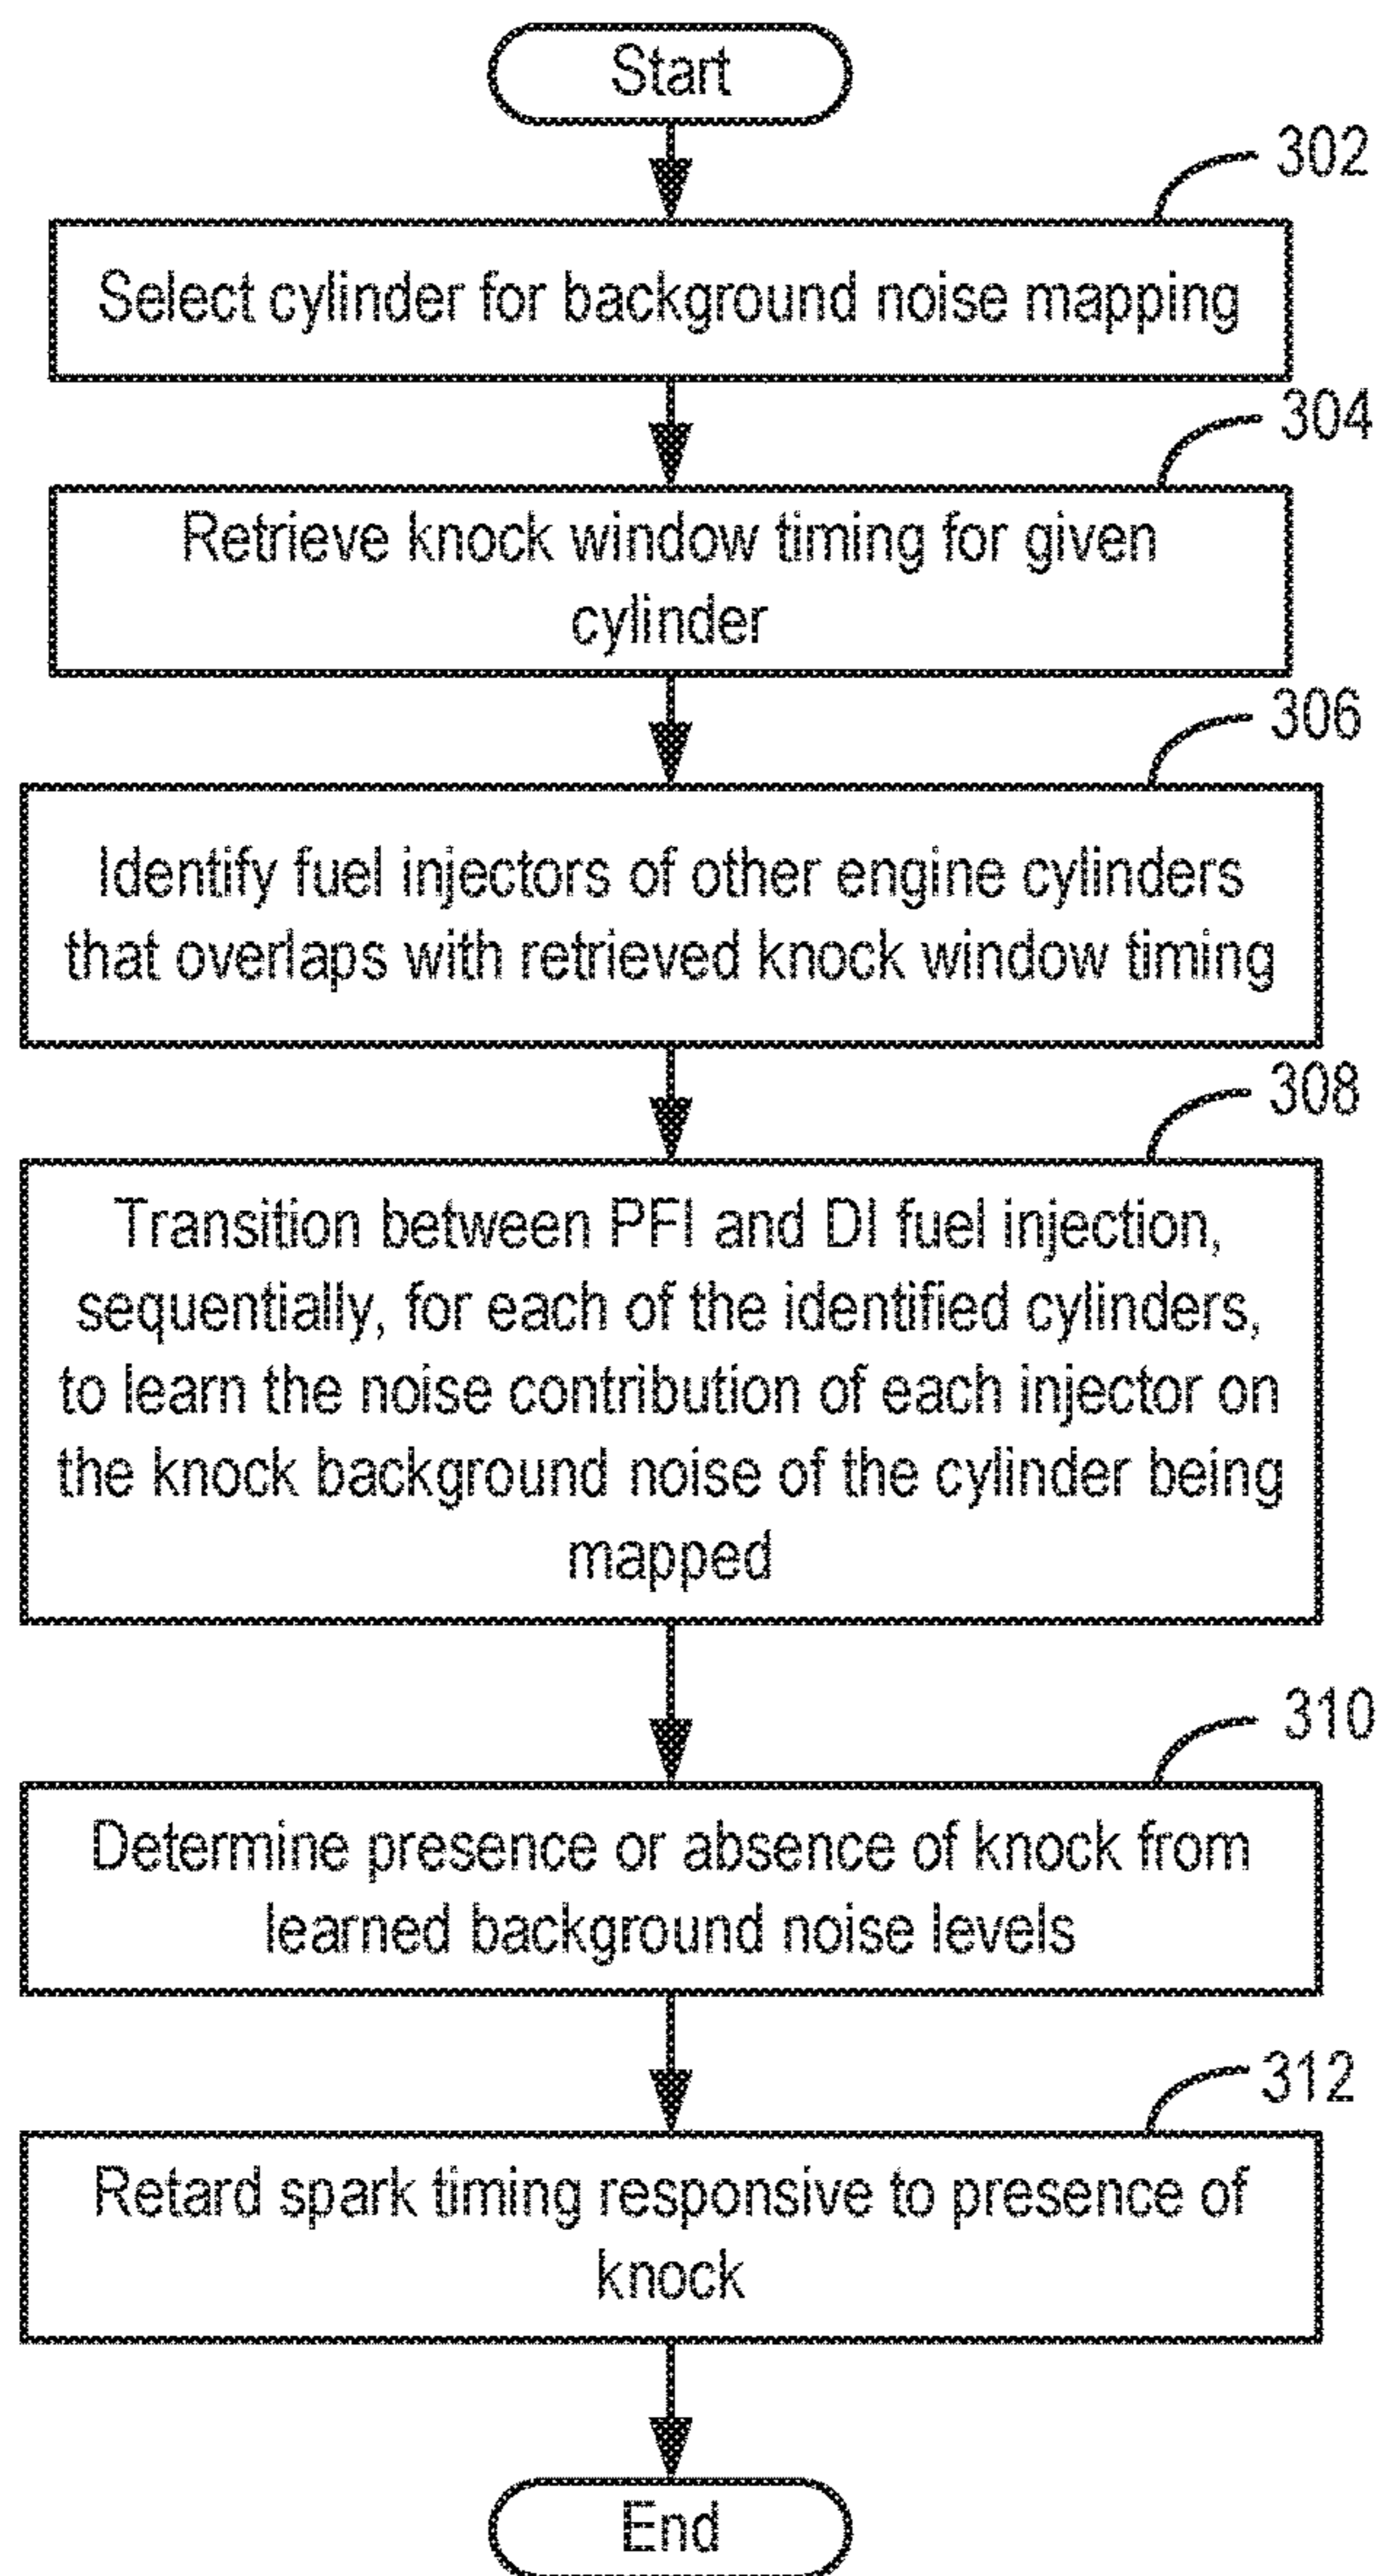 Start
302
Select cylinder for background noise mapping
304
Retrieve knock window timing for given
cylinder
306
Identify fuel injectors of other engine cylinders
that overlaps with retrieved knock window timing
308
Transition between PFI and DI fuel injection,
sequentially, for each of the identified cylinders,
to learn the noise contribution of each injector on
the knock background noise of the cylinder being
mapped
310
Determine presence or absence of knock from
learned background noise levels
312
Retard spark timing responsive to presence of
knock
End